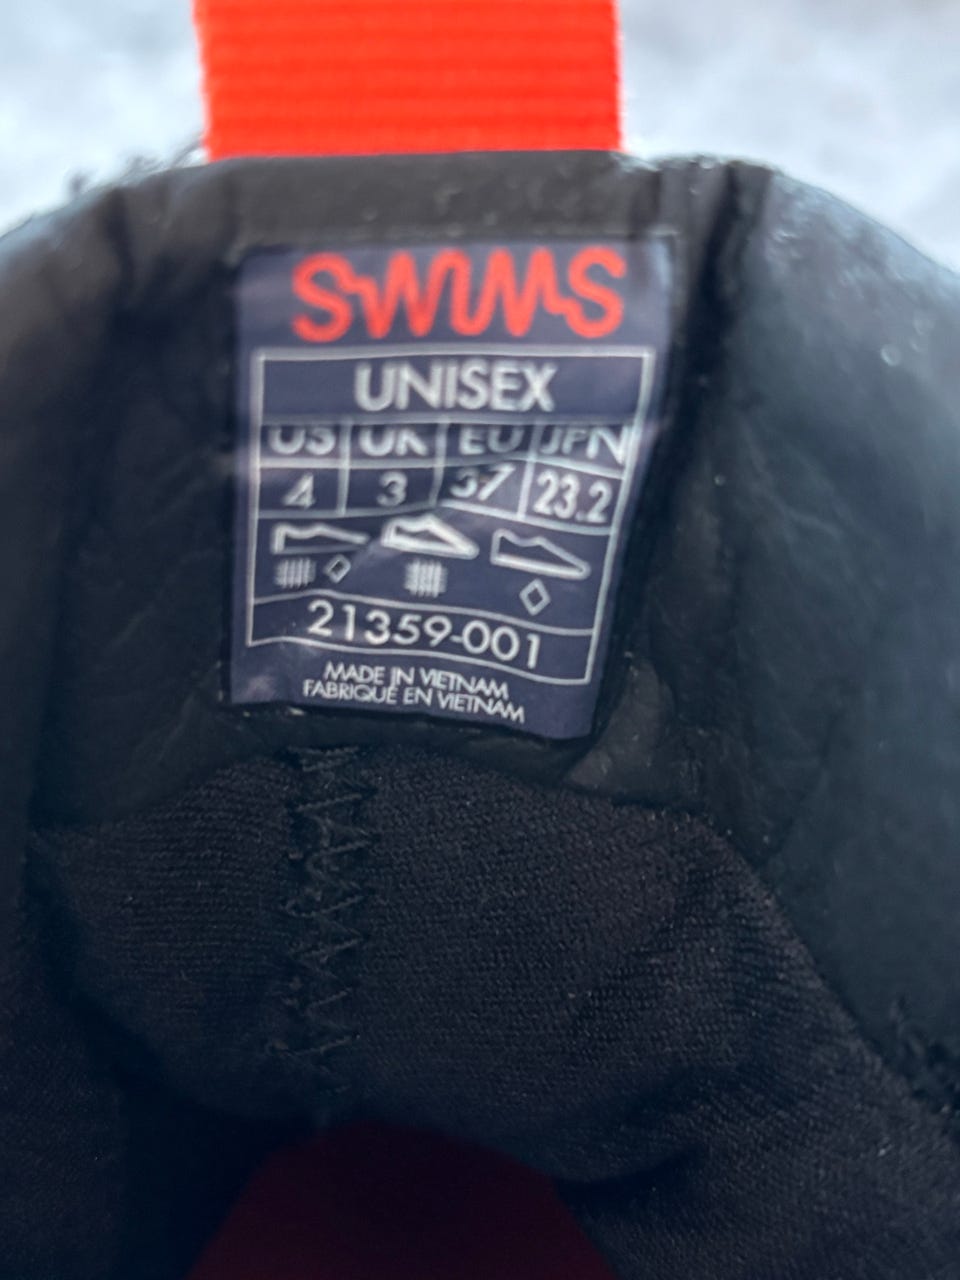 SWIMS
UNISEX
US UK EU JPN
4 3 37 23.2
21359-001
MADE IN VIETNAM
FABRIQUÉ EN VIETNAM